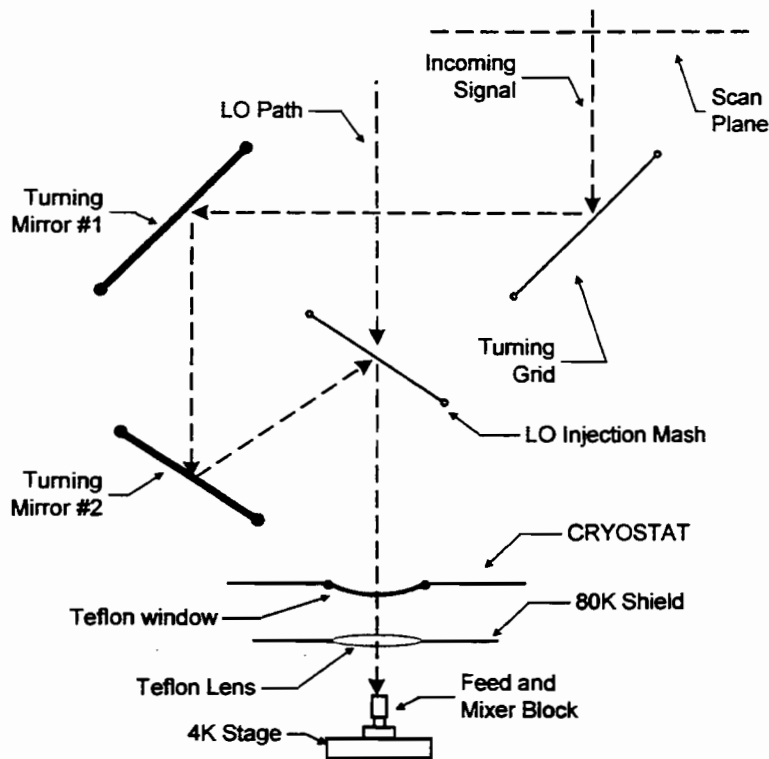 Incoming
Signal
Scan
Plane
LO Path
Turning
Mirror #1
Turning
Grid
LO Injection Mash
Turning
Mirror #2
CRYOSTAT
Teflon window
80K Shield
Teflon Lens
Feed and
Mixer Block
4K Stage